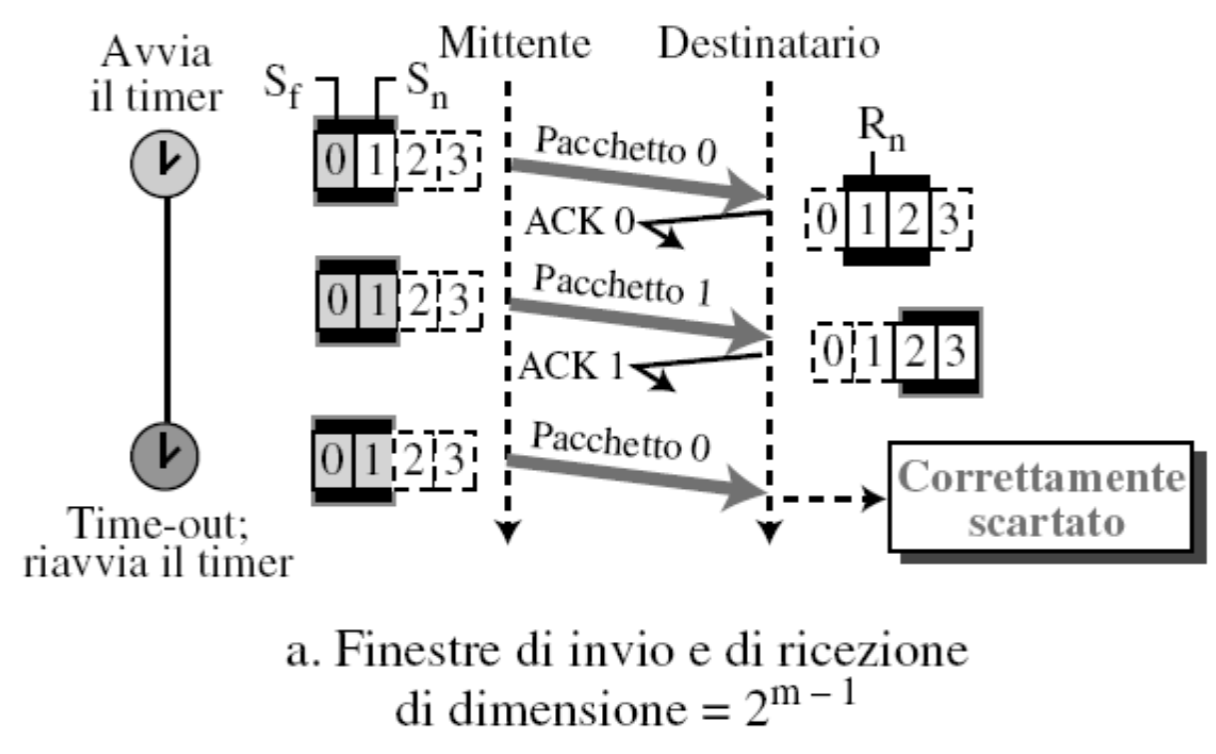 Avvia
il timer
S_f
S_n
Mittente
Destinatario
0 1 2 3
Pacchetto 0
R_n
0 1 2 3
ACK 0
0 1 2 3
Pacchetto 1
0 1 2 3
ACK 1
0 1 2 3
Pacchetto 0
Correttamente
scartato
Time-out;
riavvia il timer
a. Finestre di invio e di ricezione
di dimensione = 2^{m – 1}